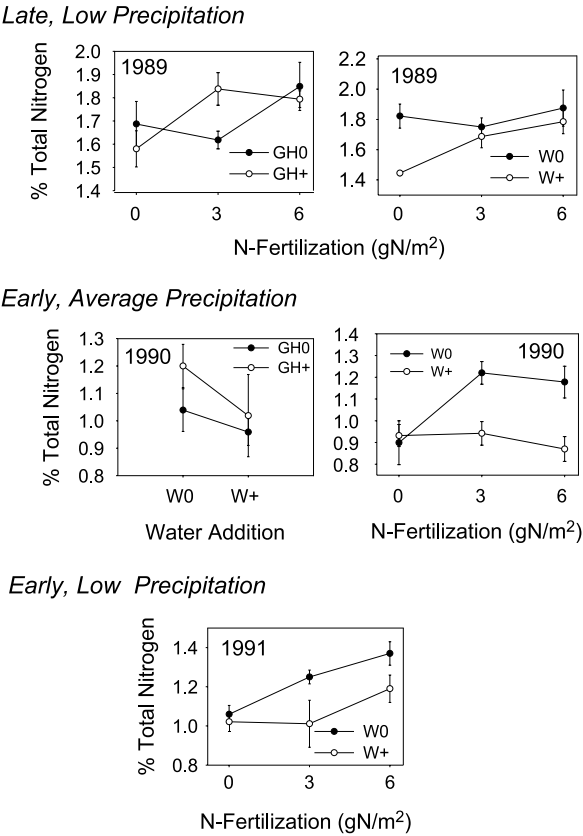 Late, Low Precipitation
% Total Nitrogen
2.0
1.9
1.8
1.7
1.6
1.5
1.4
1989
GH0
GH+
0 3 6
2.2
2.0
1.8
1.6
1.4
1989
W0
W+
0 3 6
N-Fertilization (gN/m²)
Early, Average Precipitation
% Total Nitrogen
1.3
1.2
1.1
1.0
0.9
0.8
1990
GH0
GH+
W0 W+
Water Addition
1.4
1.3
1.2
1.1
1.0
0.9
0.8
W0
W+
1990
0 3 6
N-Fertilization (gN/m²)
Early, Low Precipitation
% Total Nitrogen
1.4
1.2
1.0
0.8
1991
W0
W+
0 3 6
N-Fertilization (gN/m²)